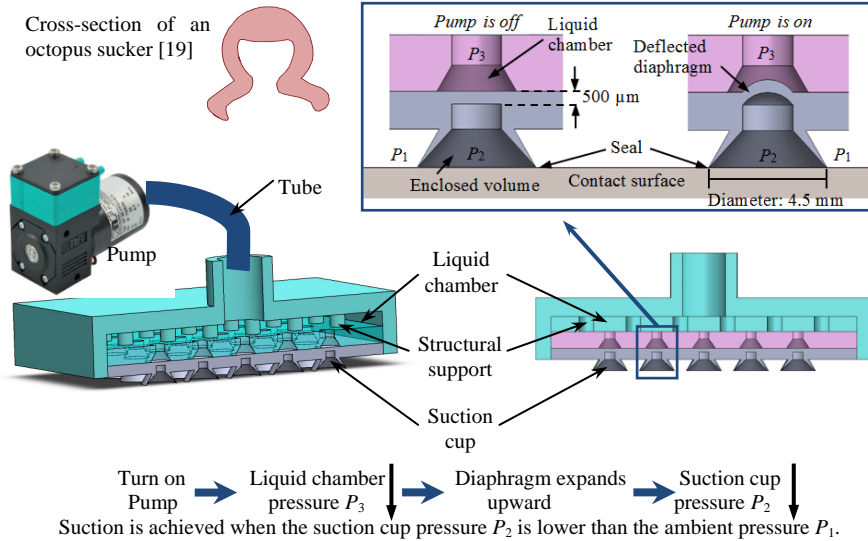 Cross-section of an
octopus sucker [19]
Pump is off
Liquid
chamber
Pump is on
Deflected
diaphragm
P3
P3
500 µm
P1
P2
Seal
P2
P1
Enclosed volume
Contact surface
Diameter: 4.5 mm
Tube
Pump
Liquid
chamber
Structural
support
Suction
cup
Turn on
Pump
Liquid chamber
pressure P3
Diaphragm expands
upward
Suction cup
pressure P2
Suction is achieved when the suction cup pressure P2 is lower than the ambient pressure P1.